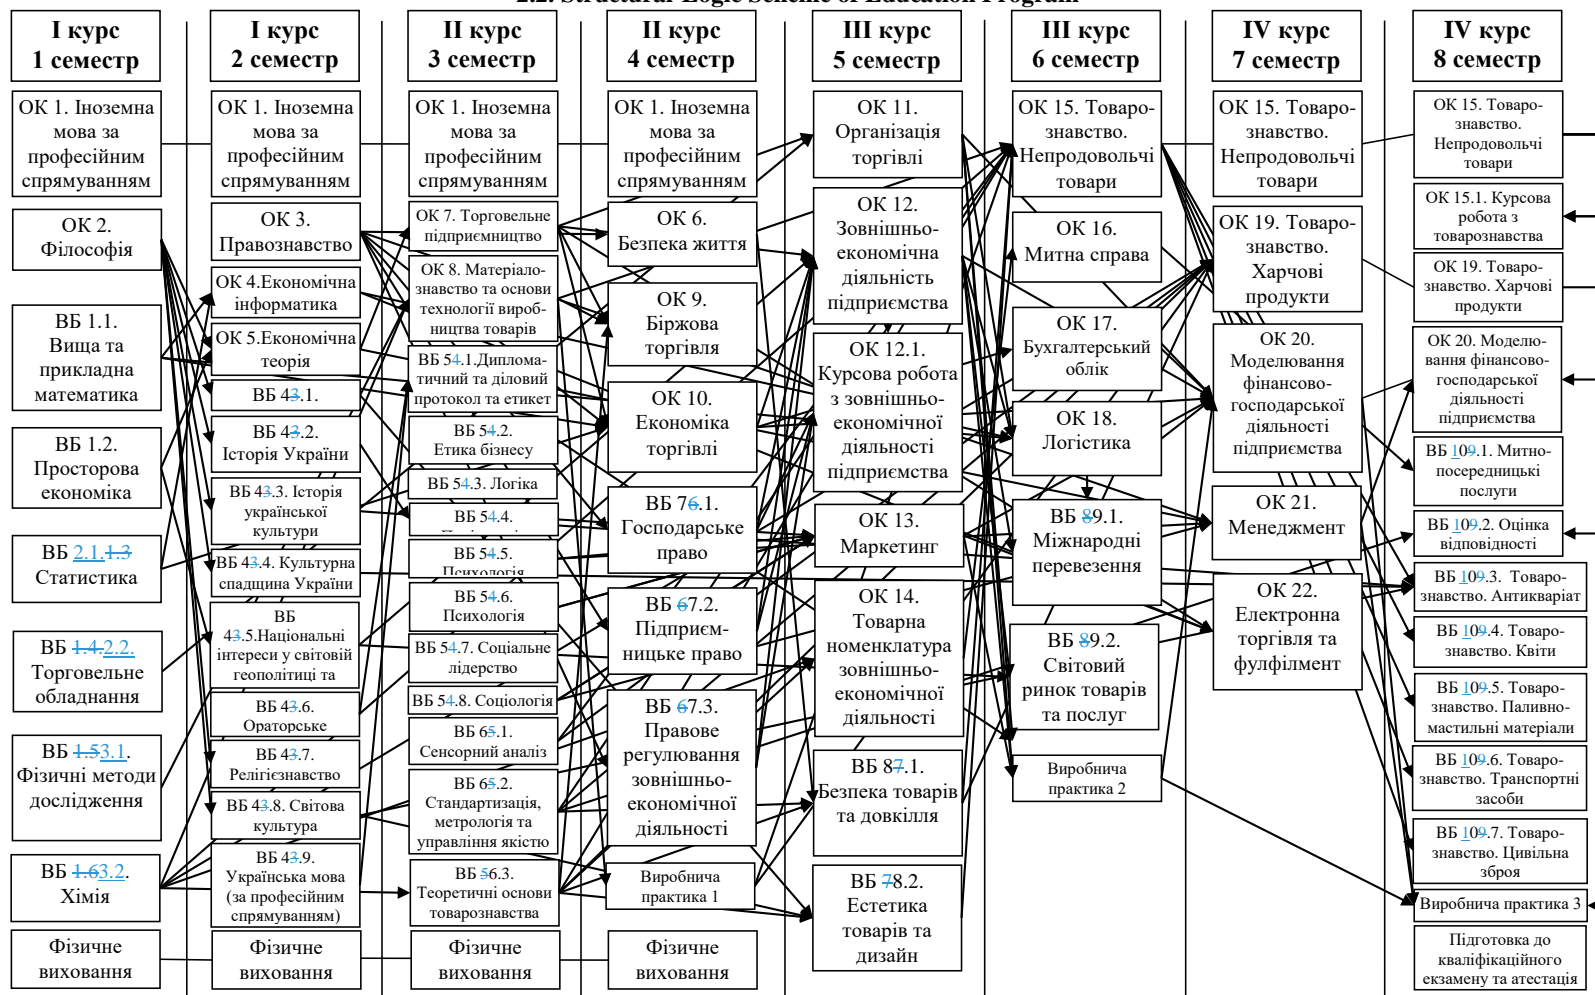 2.2. Structural-Logic Scheme of Education Program
І курс
1 семестр
ОК 1. Іноземна
мова за
професійним
спрямуванням
ОК 2.
Філософія
ВБ 1.1.
Вища та
прикладна
математика
ВБ 1.2.
Просторова
економіка
ВБ 2.1.1.3
Статистика
ВБ 1.4.2.2.
Торговельне
обладнання
ВБ 1.53.1.
Фізичні методи
дослідження
ВБ 1.63.2.
Хімія
Фізичне
виховання
І курс
2 семестр
ОК 1. Іноземна
мова за
професійним
спрямуванням
ОК 3.
Правознавство
ОК 4.Економічна
інформатика
ОК 5.Економічна
теорія
ВБ 43.1.
ВБ 43.2.
Історія України
ВБ 43.3. Історія
української
культури
ВБ 43.4. Культурна
спадщина України
ВБ
43.5.Національні
інтереси у світовій
геополітиці та
ВБ 43.6.
Ораторське
ВБ 43.7.
Релігієзнавство
ВБ 43.8. Світова
культура
ВБ 43.9.
Українська мова
(за професійним
спрямуванням)
Фізичне
виховання
ІІ курс
3 семестр
ОК 1. Іноземна
мова за
професійним
спрямуванням
ОК 7. Торговельне
підприємництво
ОК 8. Матеріало-
знавство та основи
технології вироб-
ництва товарів
ВБ 54.1.Диплома-
тичний та діловий
протокол та етикет
ВБ 54.2.
Етика бізнесу
ВБ 54.3. Логіка
ВБ 54.4.
ВБ 54.5.
Психологія
ВБ 54.6.
Психологія
ВБ 54.7. Соціальне
лідерство
ВБ 54.8. Соціологія
ВБ 65.1.
Сенсорний аналіз
ВБ 65.2.
Стандартизація,
метрологія та
управління якістю
ВБ 56.3.
Теоретичні основи
товарознавства
Фізичне
виховання
ІІ курс
4 семестр
ОК 1. Іноземна
мова за
професійним
спрямуванням
ОК 6.
Безпека життя
ОК 9.
Біржова
торгівля
ОК 10.
Економіка
торгівлі
ВБ 76.1.
Господарське
право
ВБ 67.2.
Підприєм-
ницьке право
ВБ 67.3.
Правове
регулювання
зовнішньо-
економічної
діяльності
Виробнича
практика 1
Фізичне
виховання
ІІІ курс
5 семестр
ОК 11.
Організація
торгівлі
ОК 12.
Зовнішньо-
економічна
діяльність
підприємства
ОК 12.1.
Курсова робота
з зовнішньо-
економічної
діяльності
підприємства
ОК 13.
Маркетинг
ОК 14.
Товарна
номенклатура
зовнішньо-
економічної
діяльності
ВБ 87.1.
Безпека товарів
та довкілля
ВБ 78.2.
Естетика
товарів та
дизайн
ІІІ курс
6 семестр
ОК 15. Товаро-
знавство.
Непродовольчі
товари
ОК 16.
Митна справа
ОК 17.
Бухгалтерський
облік
ОК 18.
Логістика
ВБ 89.1.
Міжнародні
перевезення
ВБ 89.2.
Світовий
ринок товарів
та послуг
Виробнича
практика 2
IV курс
7 семестр
ОК 15. Товаро-
знавство.
Непродовольчі
товари
ОК 19. Товаро-
знавство.
Харчові
продукти
ОК 20.
Моделювання
фінансово-
господарської
діяльності
підприємства
ОК 21.
Менеджмент
ОК 22.
Електронна
торгівля та
фулфілмент
IV курс
8 семестр
ОК 15. Товаро-
знавство.
Непродовольчі
товари
ОК 15.1. Курсова
робота з
товарознавства
ОК 19. Товаро-
знавство. Харчові
продукти
ОК 20. Моделю-
вання фінансово-
господарської
діяльності
підприємства
ВБ 109.1. Митно-
посередницькі
послуги
ВБ 109.2. Оцінка
відповідності
ВБ 109.3. Товаро-
знавство. Антикваріат
ВБ 109.4. Товаро-
знавство. Квіти
ВБ 109.5. Товаро-
знавство. Паливно-
мастильні матеріали
ВБ 109.6. Товаро-
знавство. Транспортні
засоби
ВБ 109.7. Товаро-
знавство. Цивільна
зброя
Виробнича практика 3
Підготовка до
кваліфікаційного
екзамену та атестація